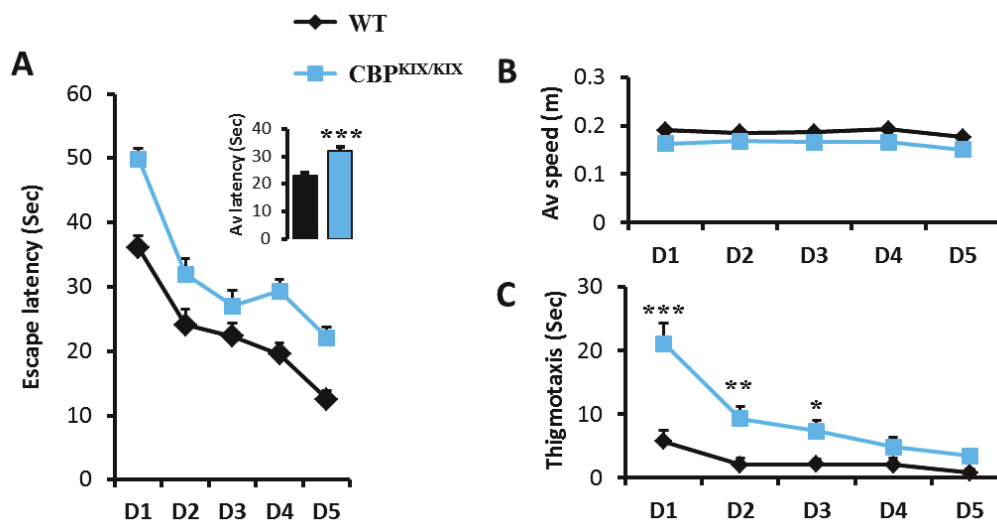 WT
CBP^KIX/KIX
A
Escape latency (Sec)
60
50
40
30
20
10
0
D1 D2 D3 D4 D5
Av latency (Sec)
40
30
20
10
0
***
B
Av speed (m)
0.3
0.2
0.1
0
D1 D2 D3 D4 D5
C
Thigmotaxis (Sec)
30
20
10
0
***
**
*
D1 D2 D3 D4 D5